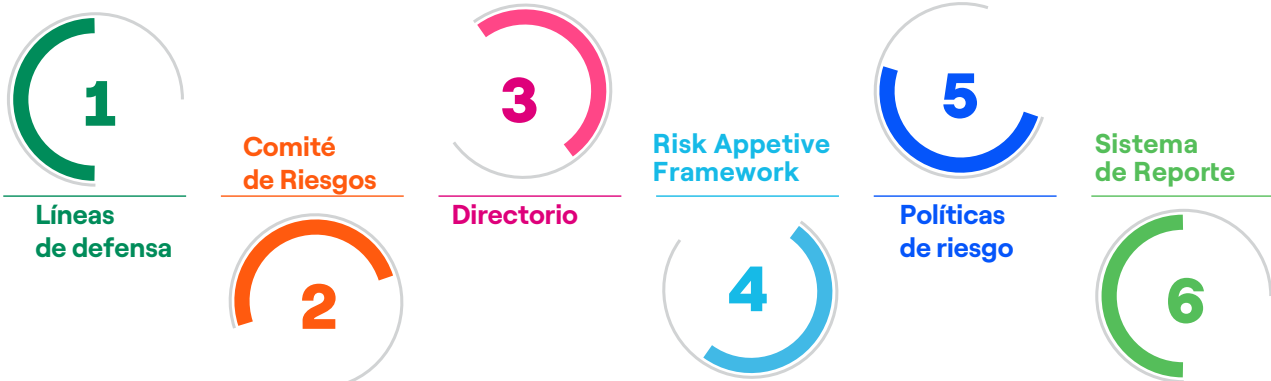 1
Líneas
de defensa
Comité
de Riesgos
2
3
Directorio
Risk Appetive
Framework
4
5
Políticas
de riesgo
Sistema
de Reporte
6